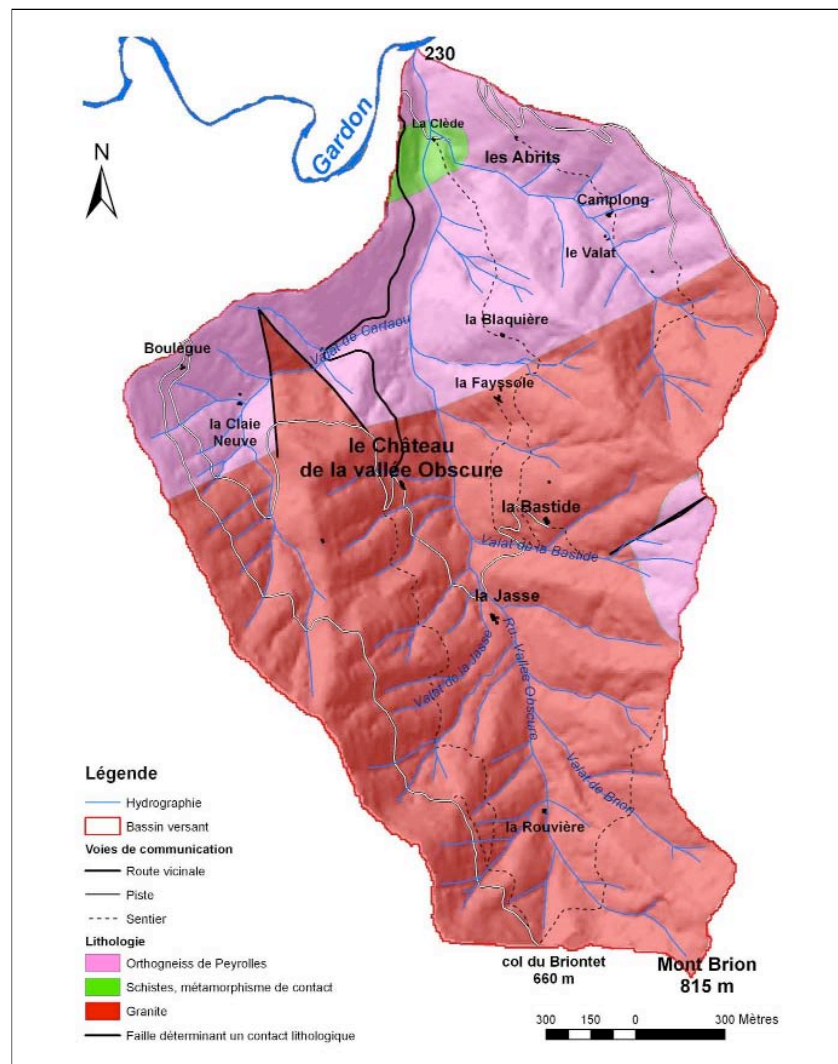 230
Gardon
La Clède
les Abrits
N
Camplong
le Valat
la Blaquière
Valat de Cartaou
Boulègue
la Fayssole
la Claie
Neuve
le Château
de la vallée Obscure
la Bastide
Valat de la Bastide
la Jasse
Ru. Vallée Obscure
Valat de la Jasse
Valat de Brion
la Rouvière
Légende
Hydrographie
Bassin versant
Voies de communication
Route vicinale
Piste
Sentier
Lithologie
Orthogneiss de Peyrolles
Schistes, métamorphisme de contact
Granite
Faille déterminant un contact lithologique
col du Briontet
660 m
Mont Brion
815 m
300 150 0 300 Mètres